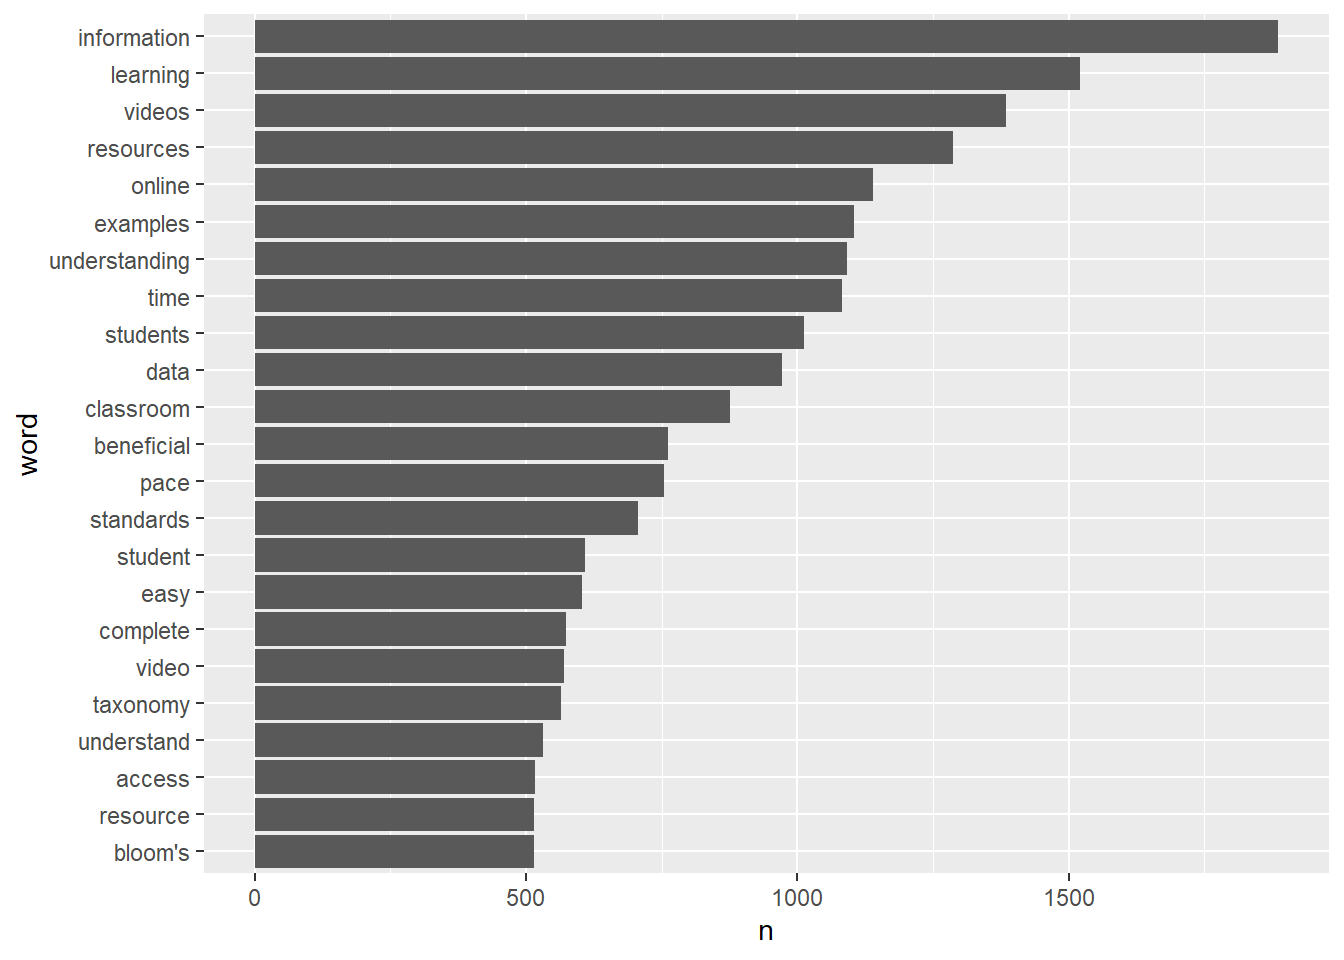 information
learning
videos
resources
online
examples
understanding
time
students
data
classroom
beneficial
pace
standards
student
easy
complete
video
taxonomy
understand
access
resource
bloom's
word
0 500 1000 1500
n